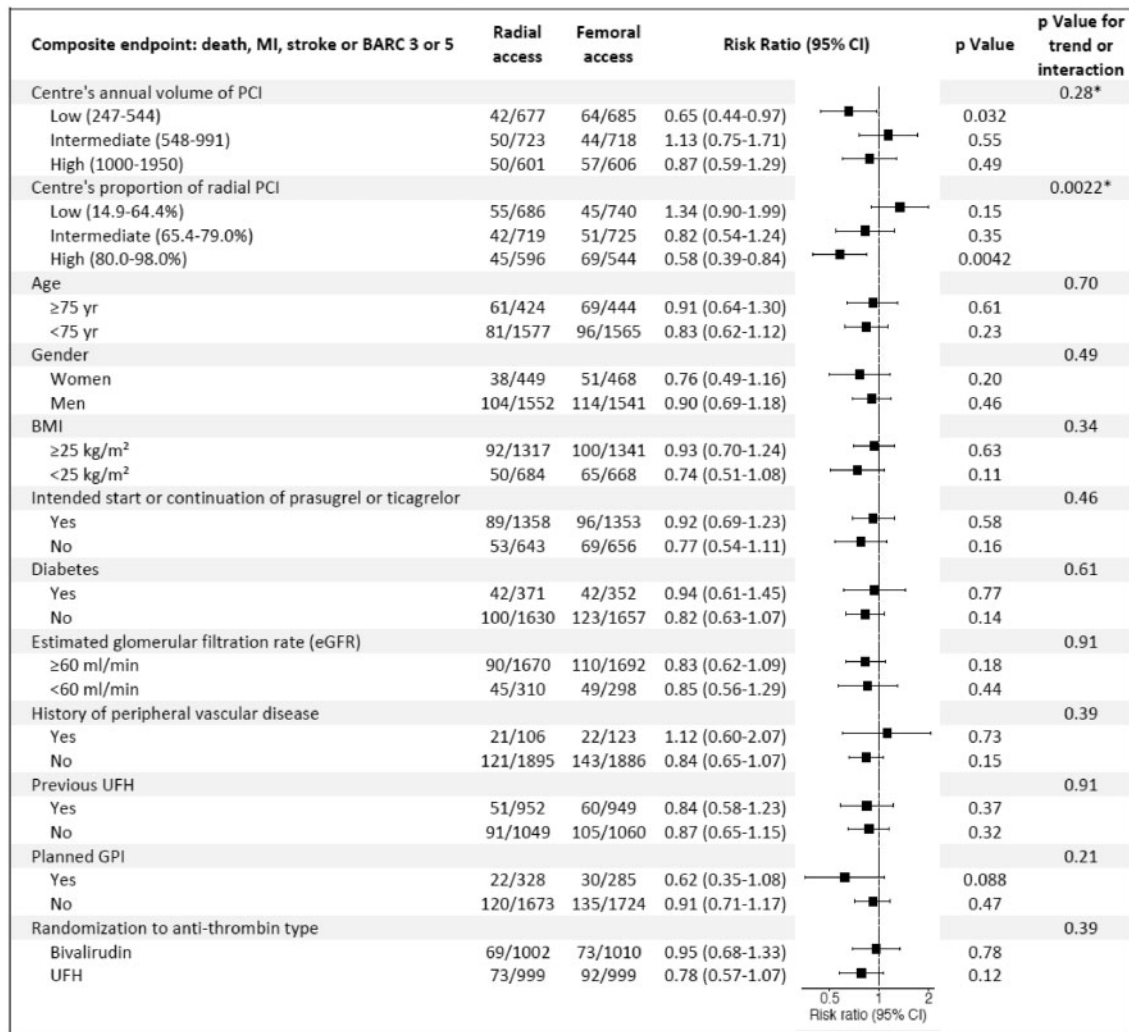 Composite endpoint: death, MI, stroke or BARC 3 or 5 Radial access Femoral access Risk Ratio (95% CI) p Value p Value for trend or interaction
Centre's annual volume of PCI 0.28*
Low (247-544) 42/677 64/685 0.65 (0.44-0.97) 0.032
Intermediate (548-991) 50/723 44/718 1.13 (0.75-1.71) 0.55
High (1000-1950) 50/601 57/606 0.87 (0.59-1.29) 0.49
Centre's proportion of radial PCI 0.0022*
Low (14.9-64.4%) 55/686 45/740 1.34 (0.90-1.99) 0.15
Intermediate (65.4-79.0%) 42/719 51/725 0.82 (0.54-1.24) 0.35
High (80.0-98.0%) 45/596 69/544 0.58 (0.39-0.84) 0.0042
Age 0.70
≥75 yr 61/424 69/444 0.91 (0.64-1.30) 0.61
<75 yr 81/1577 96/1565 0.83 (0.62-1.12) 0.23
Gender 0.49
Women 38/449 51/468 0.76 (0.49-1.16) 0.20
Men 104/1552 114/1541 0.90 (0.69-1.18) 0.46
BMI 0.34
≥25 kg/m² 92/1317 100/1341 0.93 (0.70-1.24) 0.63
<25 kg/m² 50/684 65/668 0.74 (0.51-1.08) 0.11
Intended start or continuation of prasugrel or ticagrelor 0.46
Yes 89/1358 96/1353 0.92 (0.69-1.23) 0.58
No 53/643 69/656 0.77 (0.54-1.11) 0.16
Diabetes 0.61
Yes 42/371 42/352 0.94 (0.61-1.45) 0.77
No 100/1630 123/1657 0.82 (0.63-1.07) 0.14
Estimated glomerular filtration rate (eGFR) 0.91
≥60 ml/min 90/1670 110/1692 0.83 (0.62-1.09) 0.18
<60 ml/min 45/310 49/298 0.85 (0.56-1.29) 0.44
History of peripheral vascular disease 0.39
Yes 21/106 22/123 1.12 (0.60-2.07) 0.73
No 121/1895 143/1886 0.84 (0.65-1.07) 0.15
Previous UFH 0.91
Yes 51/952 60/949 0.84 (0.58-1.23) 0.37
No 91/1049 105/1060 0.87 (0.65-1.15) 0.32
Planned GPI 0.21
Yes 22/328 30/285 0.62 (0.35-1.08) 0.088
No 120/1673 135/1724 0.91 (0.71-1.17) 0.47
Randomization to anti-thrombin type 0.39
Bivalirudin 69/1002 73/1010 0.95 (0.68-1.33) 0.78
UFH 73/999 92/999 0.78 (0.57-1.07) 0.12
0.5 1 2
Risk ratio (95% CI)